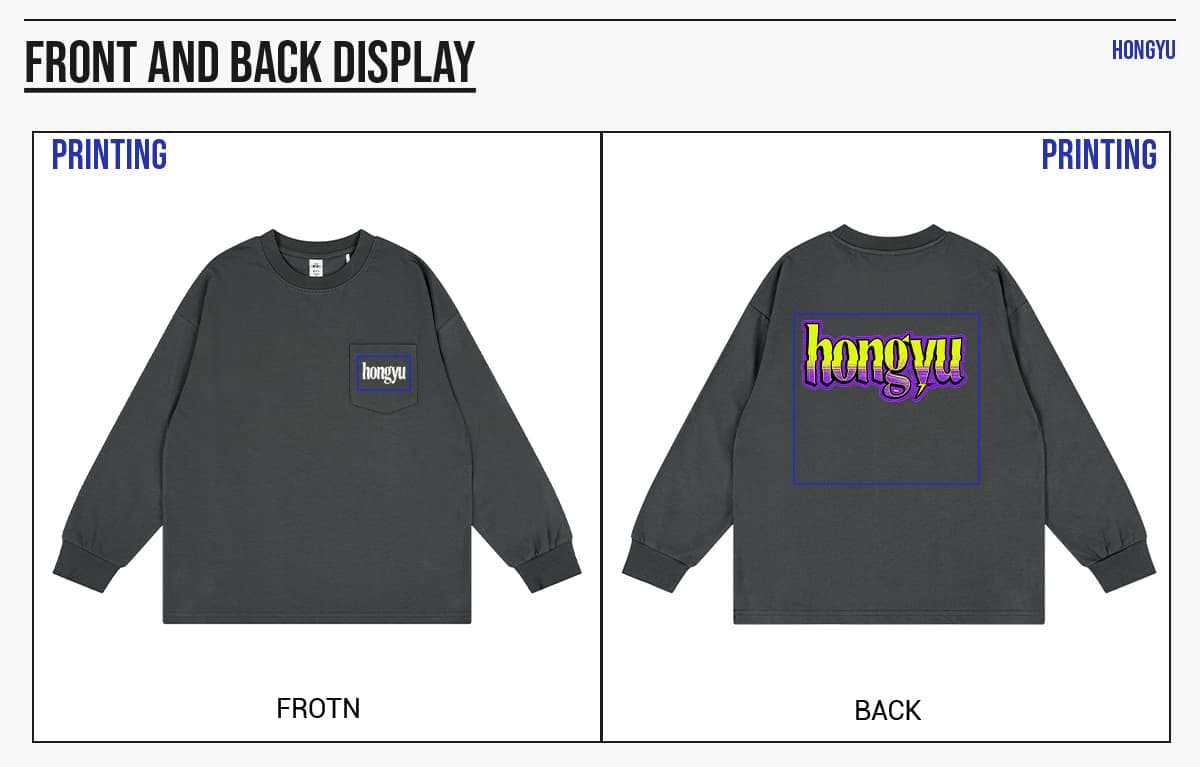 FRONT AND BACK DISPLAY
HONGYU
PRINTING
PRINTING
hongyu
hongyu
FROTN
BACK